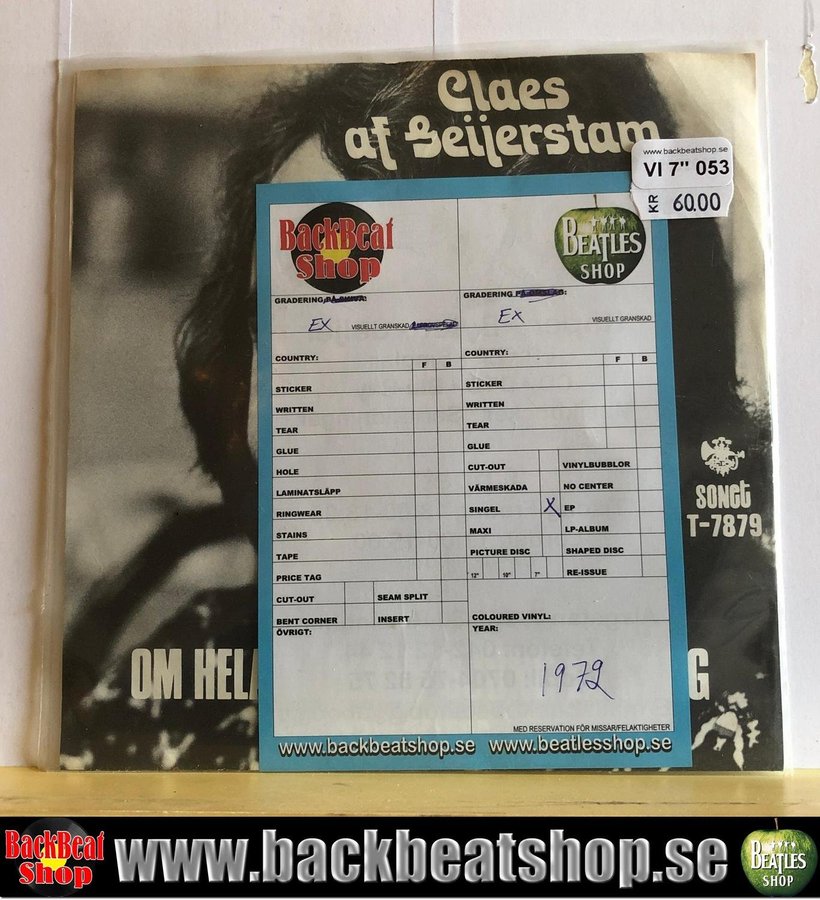 Claes
af Seijerstam
www.backbeatshop.se
VI 7" 053
KR 60.00
BackBeat
Shop
BEATLES
SHOP
GRADERING
EX
VISUELLT GRANSKAD
GRADERING
EX
VISUELLT GRANSKAD
COUNTRY:
F B
STICKER
WRITTEN
TEAR
GLUE
HOLE
LAMINATSLÄPP
RINGWEAR
STAINS
TAPE
PRICE TAG
CUT-OUT SEAM SPLIT
BENT CORNER INSERT
ÖVRIGT:
COUNTRY:
F B
STICKER
WRITTEN
TEAR
GLUE
CUT-OUT VINYLBUBBLOR
VÄRMESKADA NO CENTER
SINGEL X EP
MAXI LP-ALBUM
PICTURE DISC SHAPED DISC
12" 10" 7" RE-ISSUE
COLOURED VINYL:
YEAR:
1972
MED RESERVATION FÖR MISSAR/FELAKTIGHETER
www.backbeatshop.se www.beatlesshop.se
SONET
T-7879
OM HELA G
BackBeat
Shop
www.backbeatshop.se
BEATLES
SHOP